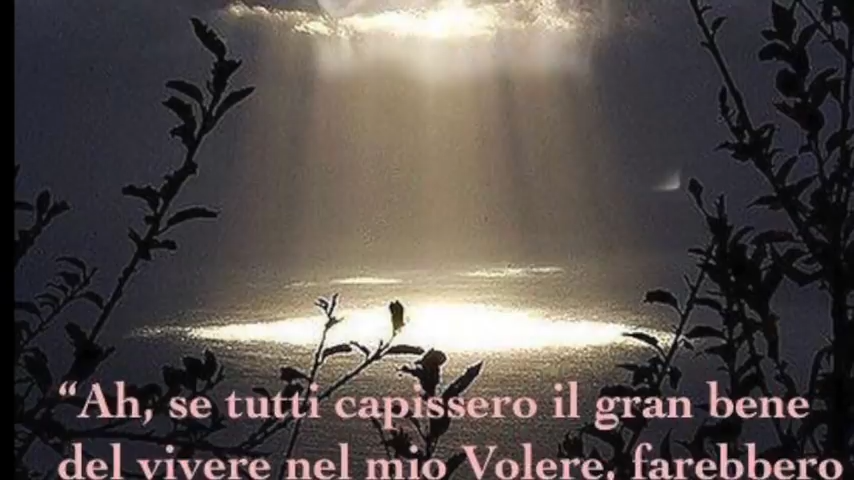 “Ah, se tutti capissero il gran bene
del vivere nel mio Volere, farebbero